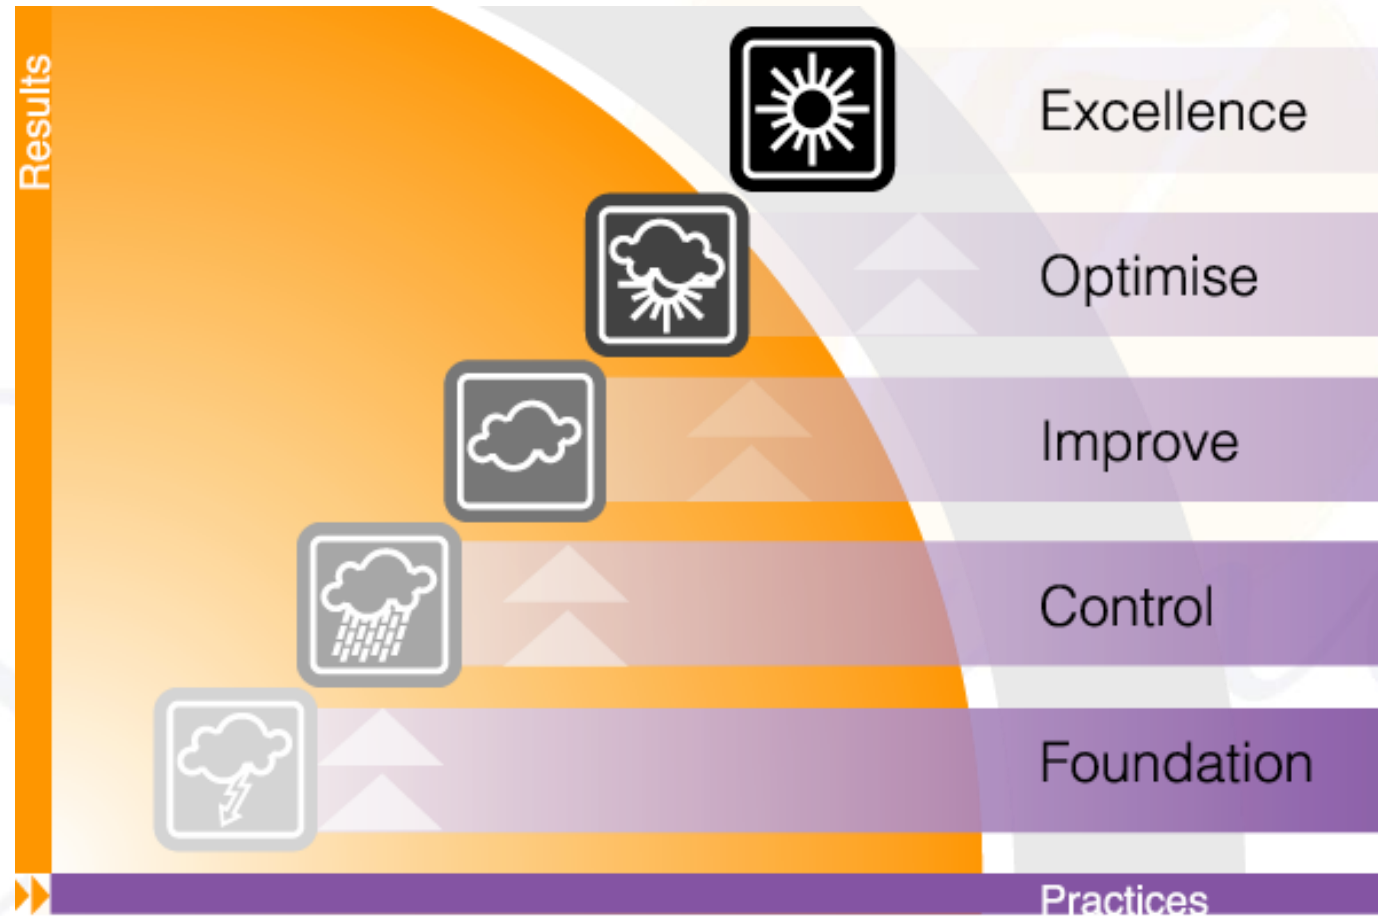 Results
Excellence
Optimise
Improve
Control
Foundation
Practices